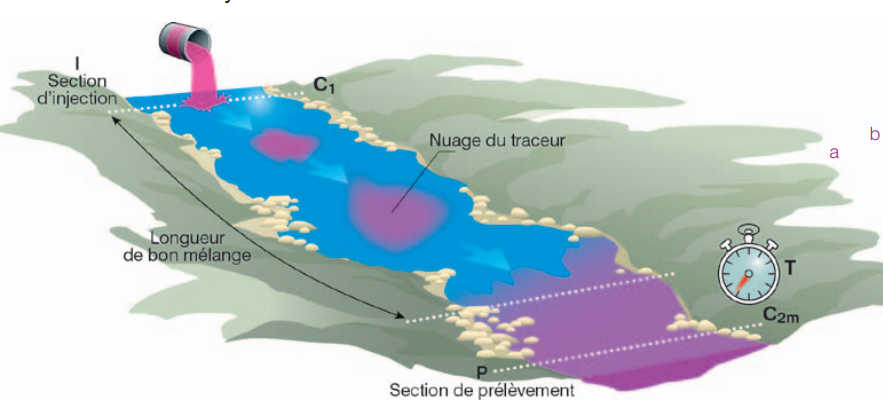 I
Section
d'injection
C1
Nuage du traceur
b
a
Longueur
de bon mélange
T
C2m
P
Section de prélèvement